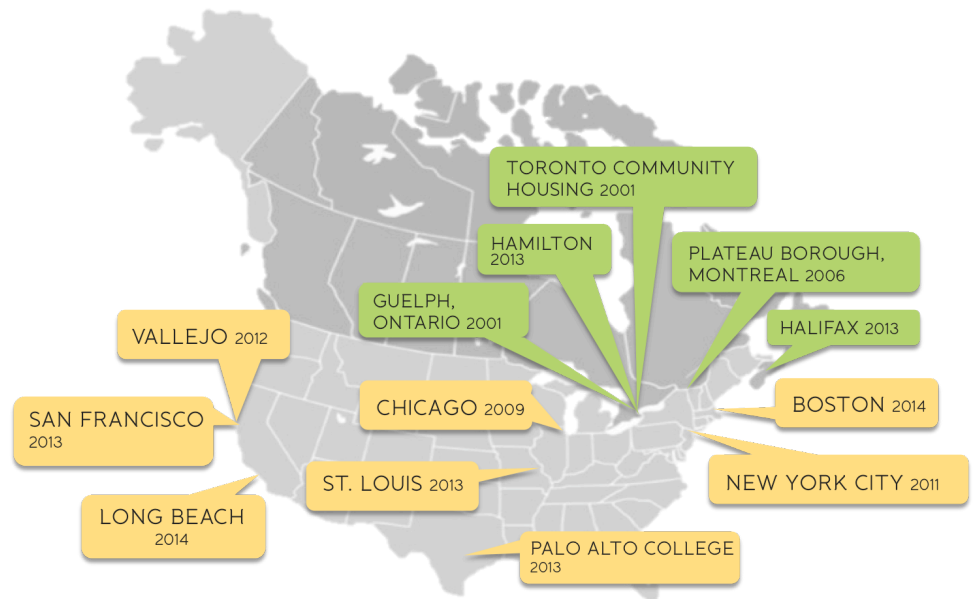 TORONTO COMMUNITY
HOUSING 2001
HAMILTON
2013
PLATEAU BOROUGH,
MONTREAL 2006
GUELPH,
ONTARIO 2001
HALIFAX 2013
VALLEJO 2012
CHICAGO 2009
BOSTON 2014
SAN FRANCISCO
2013
ST. LOUIS 2013
NEW YORK CITY 2011
LONG BEACH
2014
PALO ALTO COLLEGE
2013